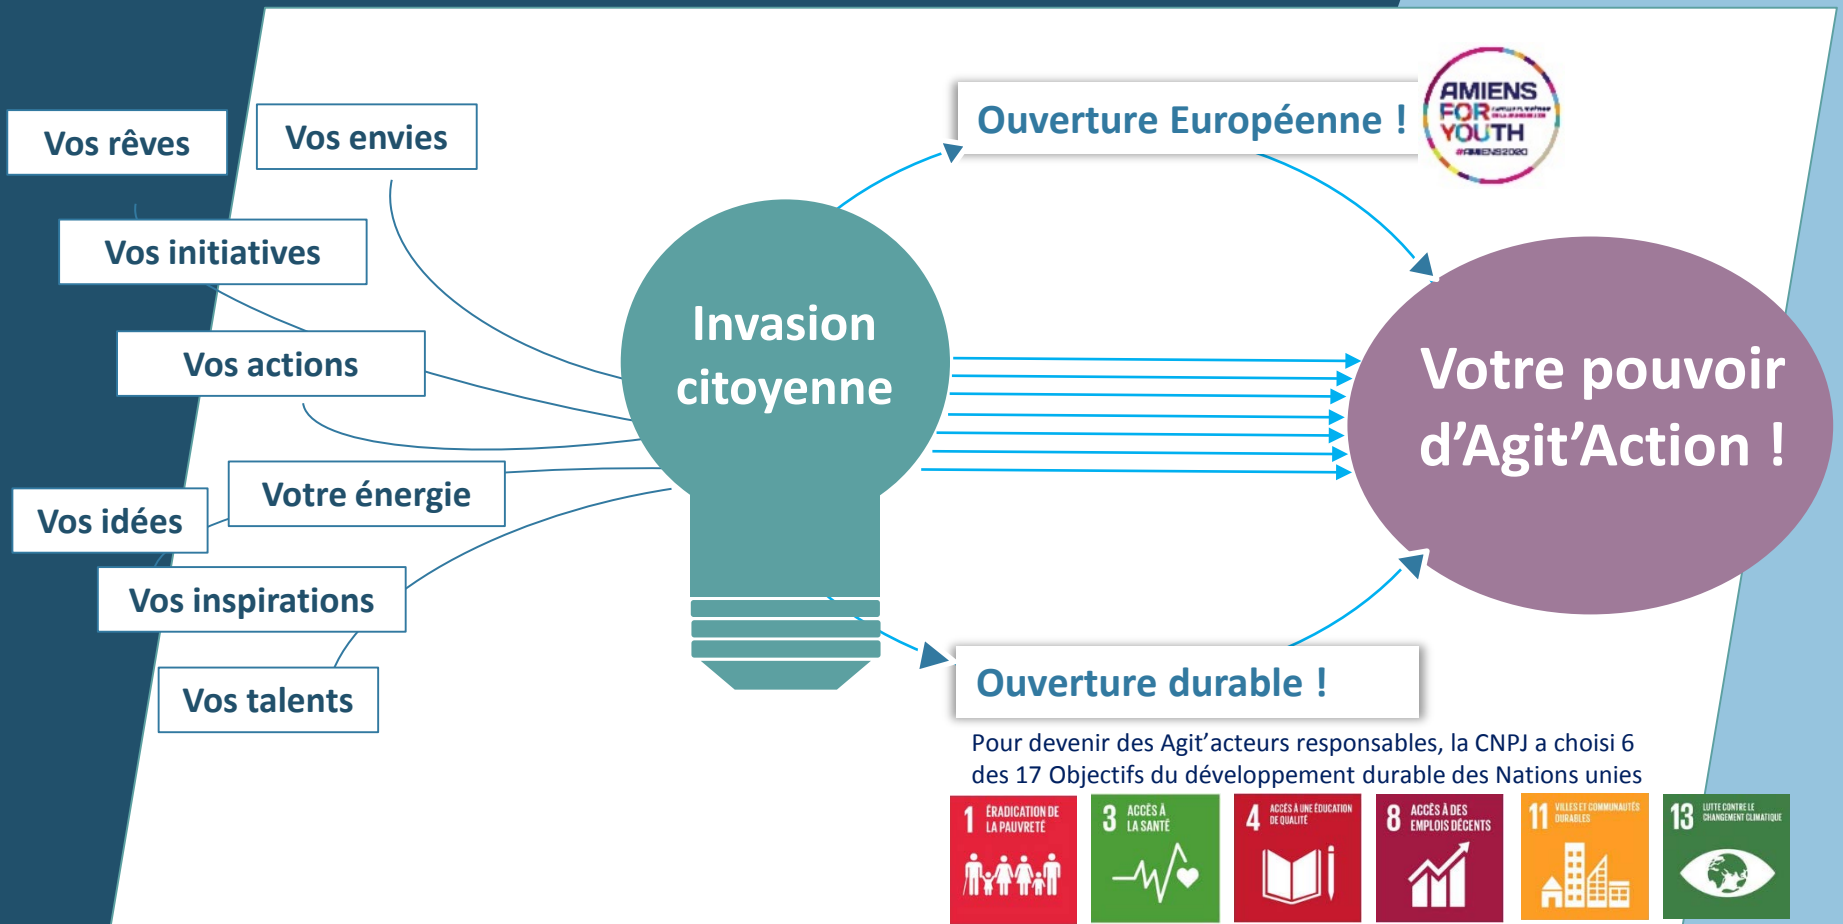 Vos rêves
Vos envies
Vos initiatives
Vos actions
Votre énergie
Vos idées
Vos inspirations
Vos talents
Invasion
citoyenne
Ouverture Européenne !
AMIENS
FOR
YOUTH
#AMIENS2020
Votre pouvoir
d’Agit’Action !
Ouverture durable !
Pour devenir des Agit’acteurs responsables, la CNPJ a choisi 6
des 17 Objectifs du développement durable des Nations unies
1 ÉRADICATION DE
LA PAUVRETÉ
3 ACCÈS À
LA SANTÉ
4 ACCÈS À UNE ÉDUCATION
DE QUALITÉ
8 ACCÈS À DES
EMPLOIS DÉCENTS
11 VILLES ET COMMUNAUTÉS
DURABLES
13 LUTTE CONTRE LE
CHANGEMENT CLIMATIQUE